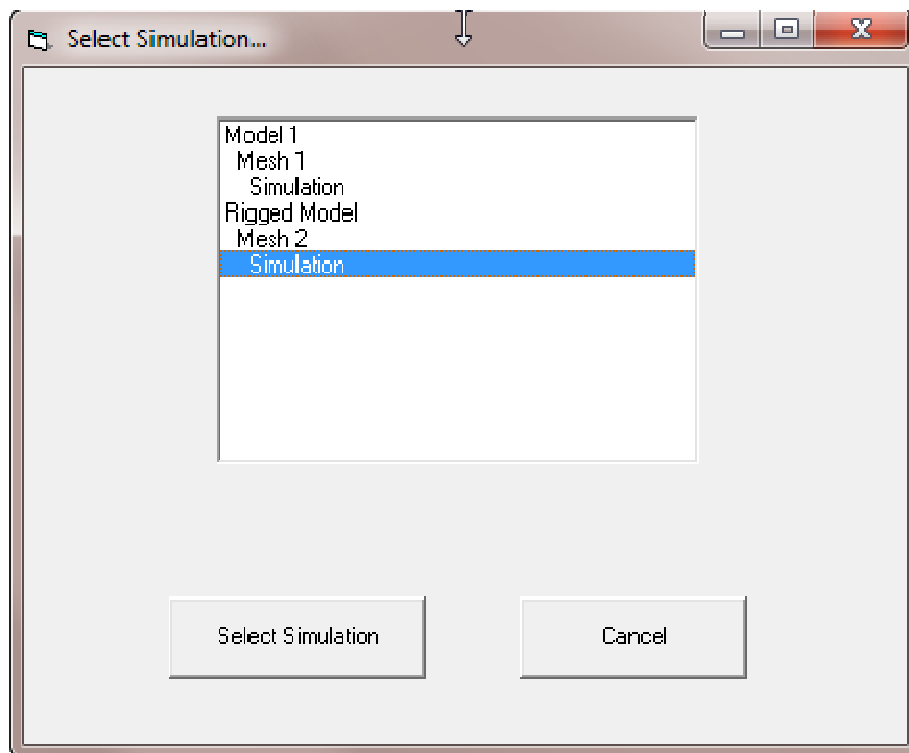 Select Simulation...
Model 1
Mesh 1
Simulation
Rigged Model
Mesh 2
Simulation
Select Simulation
Cancel